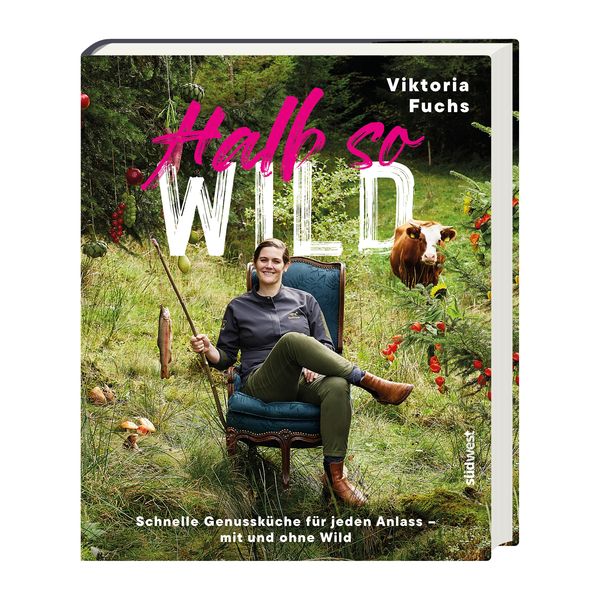 Viktoria
Fuchs
Halb so
WILD
südwest
Schnelle Genussküche für jeden Anlass –
mit und ohne Wild